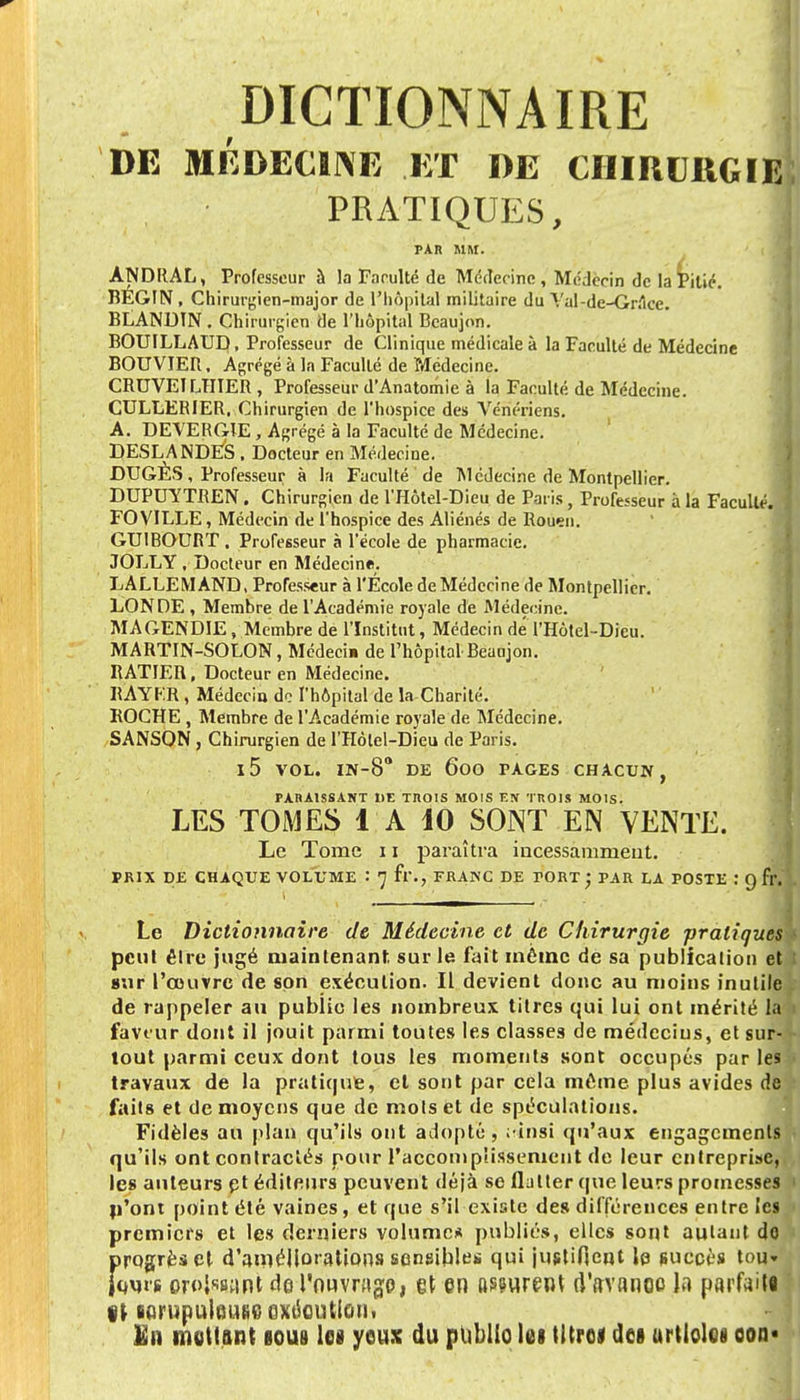 DICTIONNAIRE
DE MÉDECINE ET DE CHIRURGIE
PRATIQUES,
PAR MM.
ANDRAL, Professeur à la Faculté de Médecine, Médecin de la Pitié.
BÉGIN, Chirurgien-major de l'hôpital militaire du Val-de-Grâce.
BLANDIN, Chirurgien de l'hôpital Beaujon.
BOUILLAUD, Professeur de Clinique médicale à la Faculté de Médecine
BOUVIER, Agrégé à la Faculté de Médecine.
CRUVEILHIER, Professeur d'Anatomie à la Faculté de Médecine.
CULLERIER, Chirurgien de l'hospice des Vénériens.
A. DEVERGIE, Agrégé à la Faculté de Médecine.
DESLANDES, Docteur en Médecine.
DUGÈS, Professeur à la Faculté de Médecine de Montpellier.
DUPUYTREN, Chirurgien de l'Hôtel-Dieu de Paris, Professeur à la Faculté.
FOVILLE, Médecin de l'hospice des Aliénés de Rouen.
GUIBOURT, Professeur à l'école de pharmacie.
JOLLY, Docteur en Médecine.
LALLEMAND, Professeur à l'École de Médecine de Montpellier.
LONDE, Membre de l'Académie royale de Médecine.
MAGENDIE, Membre de l'Institut, Médecin de l'Hôtel-Dieu.
MARTIN-SOLON, Médecin de l'hôpital Beaujon.
RATIER, Docteur en Médecine.
RAYER, Médecin de l'hôpital de la Charité.
ROCHE, Membre de l'Académie royale de Médecine.
SANSON, Chirurgien de l'Hôtel-Dieu de Paris.
15 VOL. IN-8° DE 600 PAGES CHACUN,
PARAISSANT DE TROIS MOIS EN TROIS MOIS.
LES TOMES 1 A 10 SONT EN VENTE.
Le Tome 11 paraîtra incessamment.
PRIX DE CHAQUE VOLUME : 7 fr., FRANC DE PORT; PAR LA POSTE : 9 fr.
Le Dictionnaire de Médecine et de Chirurgie pratiques
peut être jugé maintenant sur le fait même de sa publication et
sur l'œuvre de son exécution. Il devient donc au moins inutile
de rappeler au public les nombreux titres qui lui ont mérité la
faveur dont il jouit parmi toutes les classes de médecins, et sur-
tout parmi ceux dont tous les moments sont occupés par les
travaux de la pratique, et sont par cela même plus avides de
faits et de moyens que de mots et de spéculations.
Fidèles au plan qu'ils ont adopté, ainsi qu'aux engagements
qu'ils ont contractés pour l'accomplissement de leur entreprise,
les auteurs et éditeurs peuvent déjà se flatter que leurs promesses
n'ont point été vaines, et que s'il existe des différences entre les
premiers et les derniers volumes publiés, elles sont autant de
progrès et d'améliorations sensibles qui justifient le succès tou-
jours croissant de l'ouvrage, et en assurent d'avance la parfaite
et scrupuleuse exécution.
En mettant sous les yeux du public les titres des articles con-